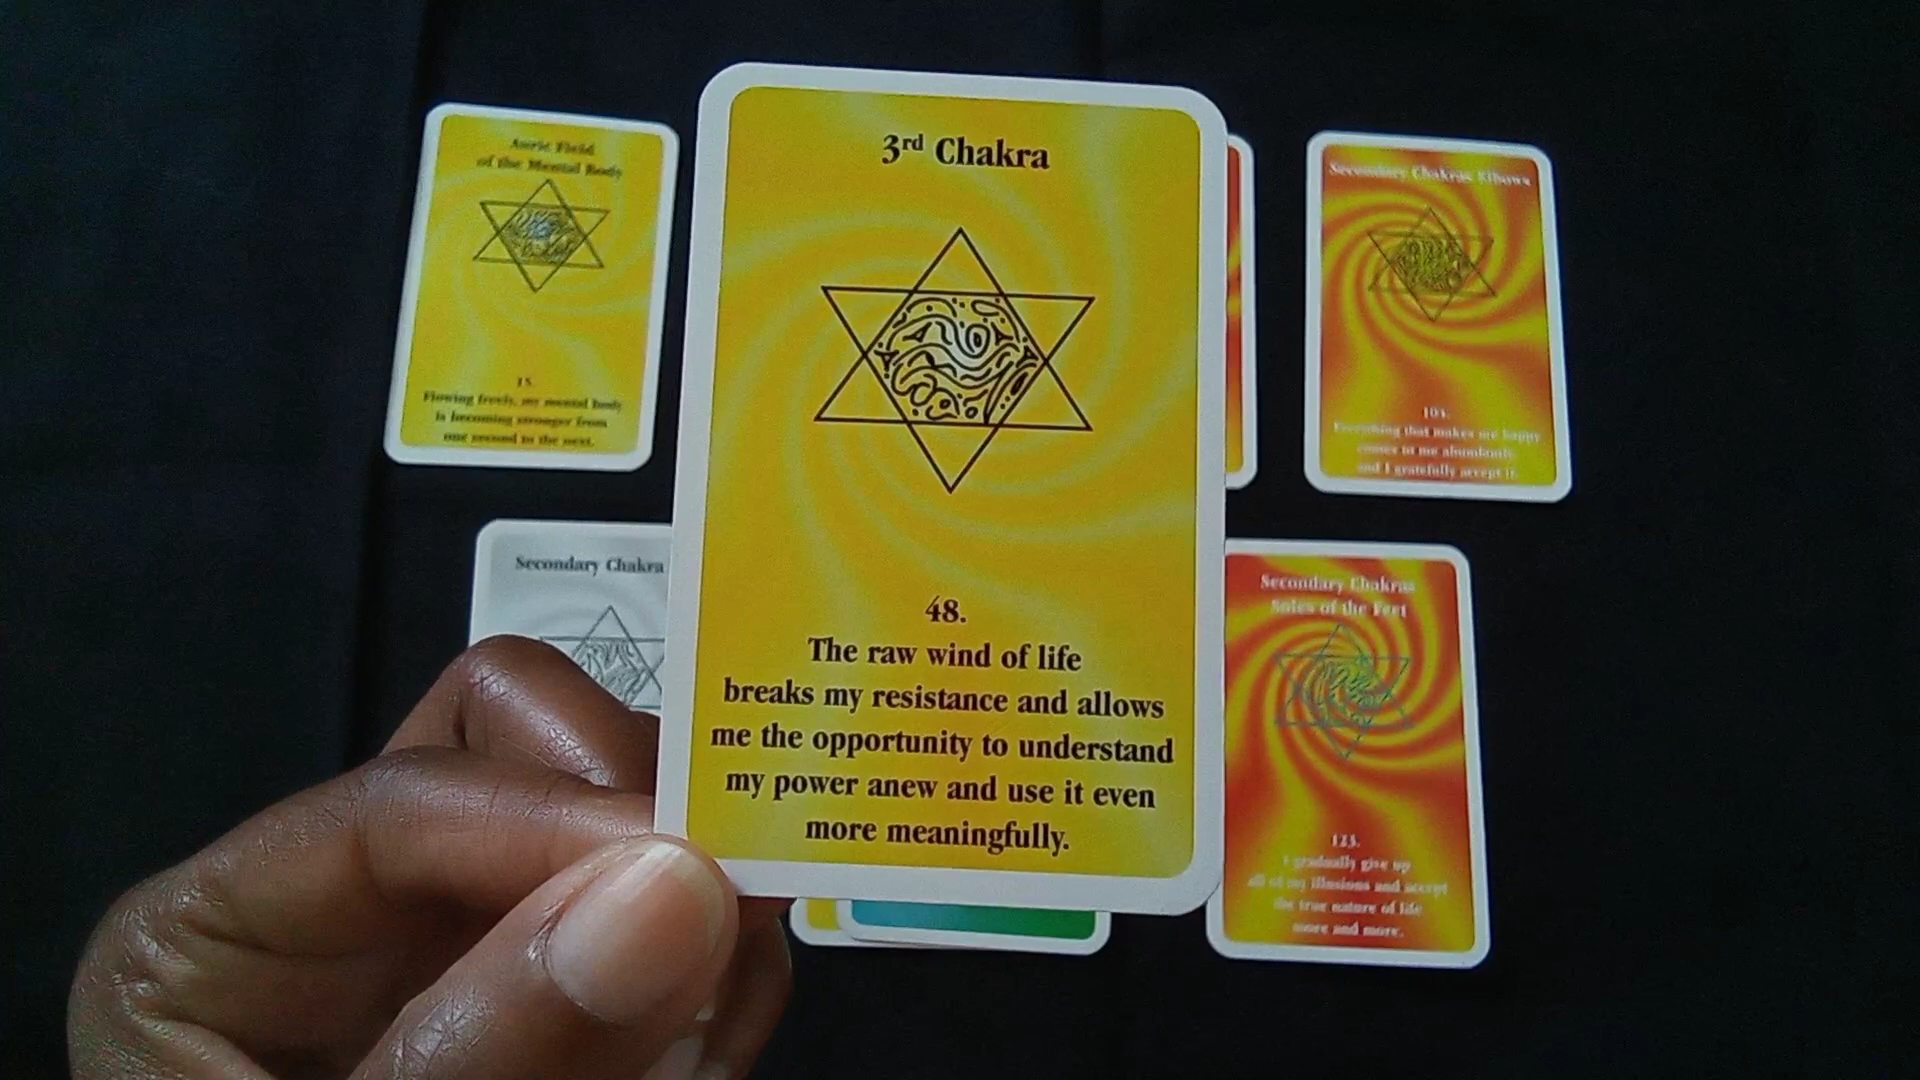 Auric Field
of the Mental Body
15.
Flowing freely, my mental body
is becoming stronger from
one second to the next.
3rd Chakra
48.
The raw wind of life
breaks my resistance and allows
me the opportunity to understand
my power anew and use it even
more meaningfully.
Secondary Chakras Elbows
Everything that makes me happy
comes to me abundantly
and I gratefully accept it.
Secondary Chakra
Secondary Chakras
Soles of the Feet
123.
I gradually give up
all of my illusions and accept
the true nature of life
more and more.